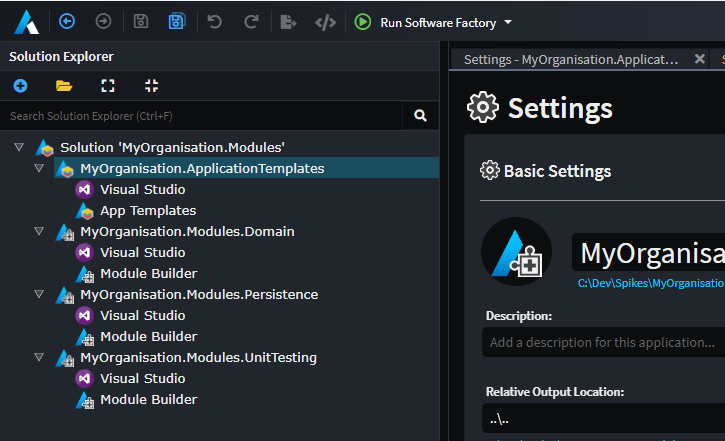 Run Software Factory
Solution Explorer
Search Solution Explorer (Ctrl+F)
Solution 'MyOrganisation.Modules'
MyOrganisation.ApplicationTemplates
Visual Studio
App Templates
MyOrganisation.Modules.Domain
Visual Studio
Module Builder
MyOrganisation.Modules.Persistence
Visual Studio
Module Builder
MyOrganisation.Modules.UnitTesting
Visual Studio
Module Builder
Settings - MyOrganisation.Applicat...
Settings
Basic Settings
MyOrganisa
C:\Dev\Spikes\MyOrganisatio
Description:
Add a description for this application...
Relative Output Location:
..\..